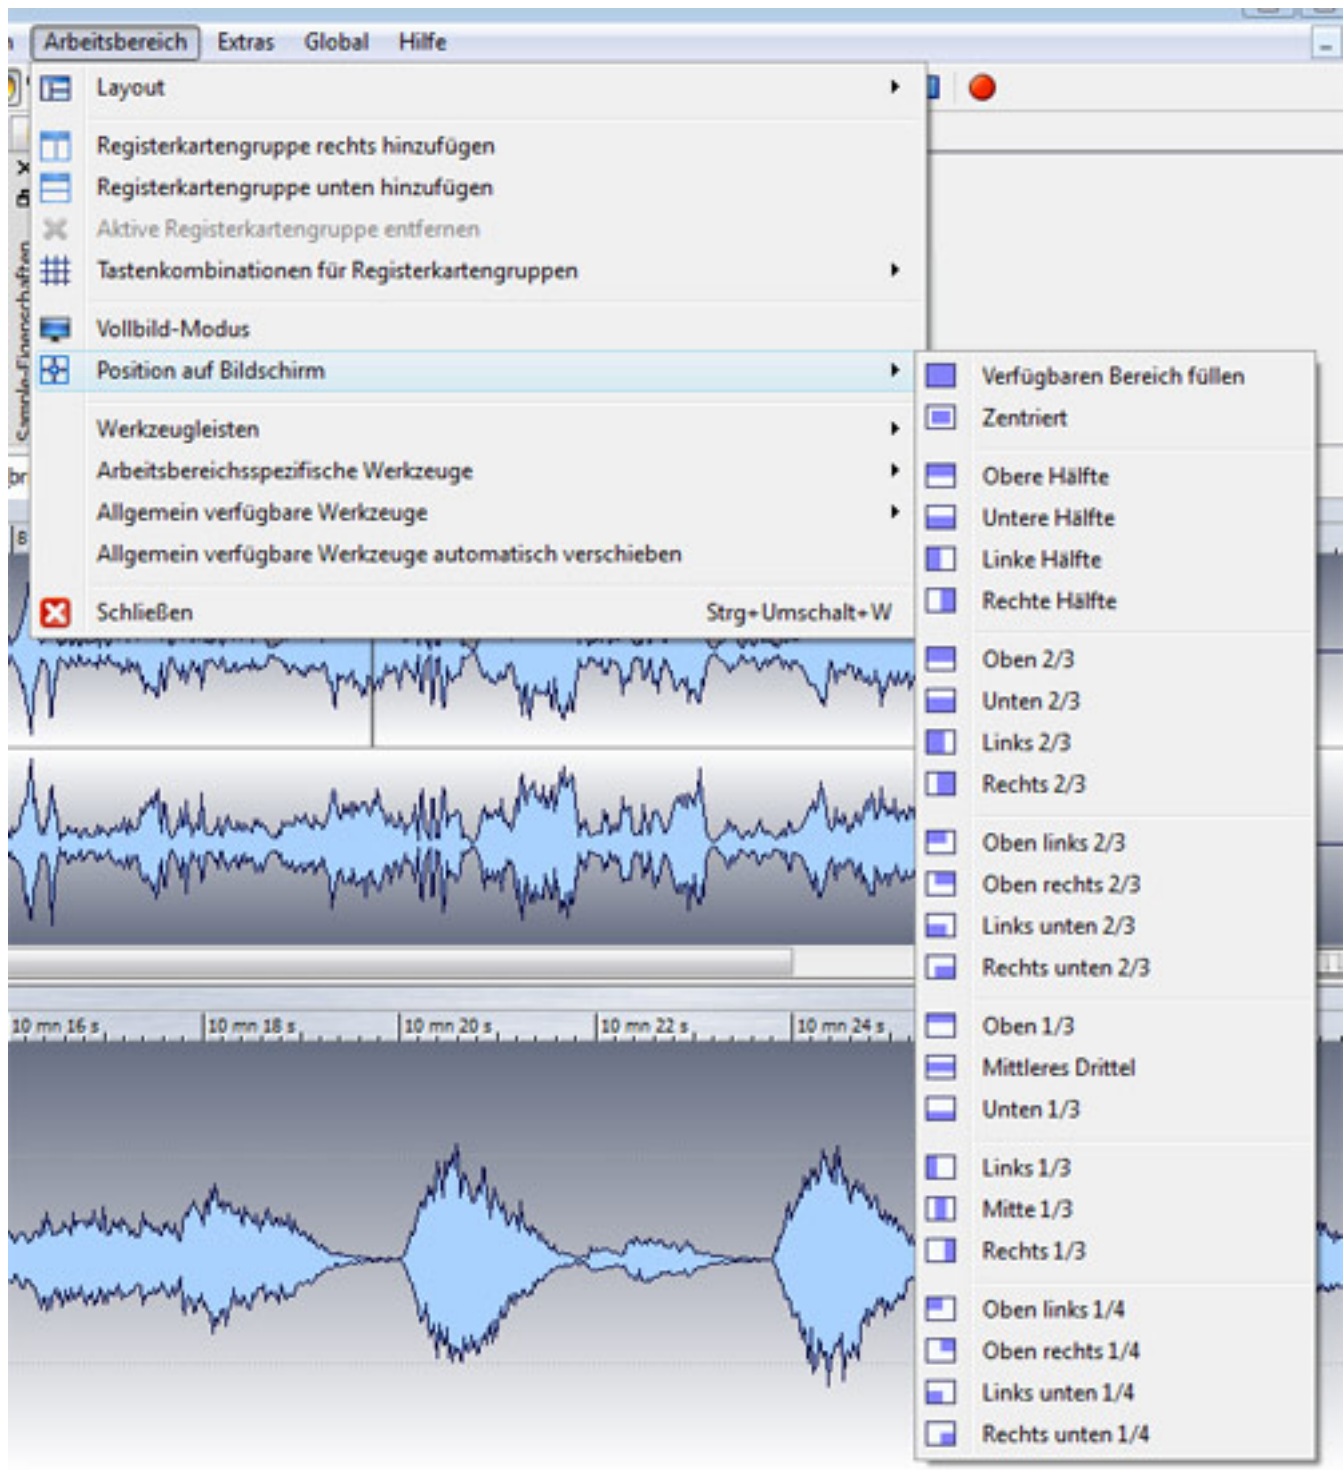 Arbeitsbereich Extras Global Hilfe
Layout
Registerkartengruppe rechts hinzufügen
Registerkartengruppe unten hinzufügen
Aktive Registerkartengruppe entfernen
Tastenkombinationen für Registerkartengruppen
Vollbild-Modus
Position auf Bildschirm
Werkzeugleisten
Arbeitsbereichsspezifische Werkzeuge
Allgemein verfügbare Werkzeuge
Allgemein verfügbare Werkzeuge automatisch verschieben
Schließen Strg+Umschalt+W
Verfügbaren Bereich füllen
Zentriert
Obere Hälfte
Untere Hälfte
Linke Hälfte
Rechte Hälfte
Oben 2/3
Unten 2/3
Links 2/3
Rechts 2/3
Oben links 2/3
Oben rechts 2/3
Links unten 2/3
Rechts unten 2/3
Oben 1/3
Mittleres Drittel
Unten 1/3
Links 1/3
Mitte 1/3
Rechts 1/3
Oben links 1/4
Oben rechts 1/4
Links unten 1/4
Rechts unten 1/4
Sample-Eigenschaften
8
10 mn 16 s 10 mn 18 s 10 mn 20 s 10 mn 22 s 10 mn 24 s